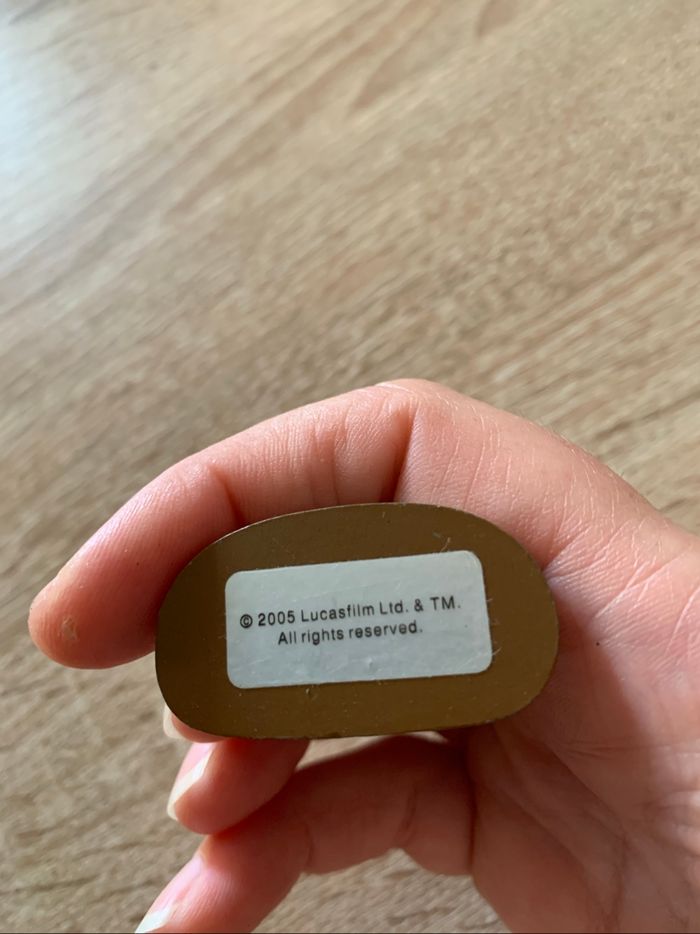 © 2005 Lucasfilm Ltd. & TM.
All rights reserved.